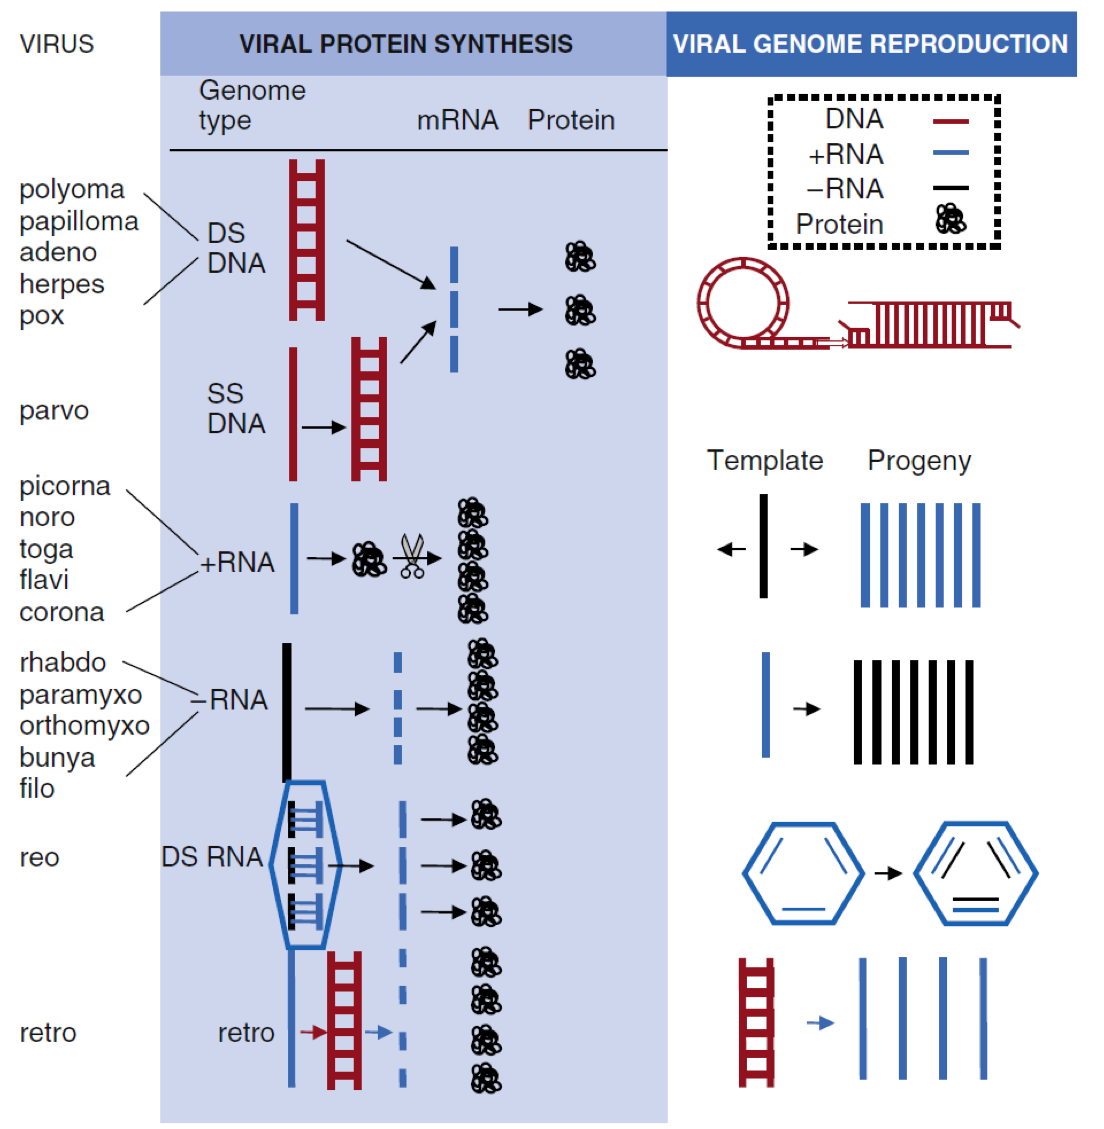 VIRUS
VIRAL PROTEIN SYNTHESIS
VIRAL GENOME REPRODUCTION
Genome
type
mRNA
Protein
DNA
+RNA
–RNA
Protein
polyoma
papilloma
adeno
herpes
pox
DS
DNA
parvo
SS
DNA
Template
Progeny
picorna
noro
toga
flavi
corona
+RNA
rhabdo
paramyxo
orthomyxo
bunya
filo
–RNA
reo
DS RNA
retro
retro